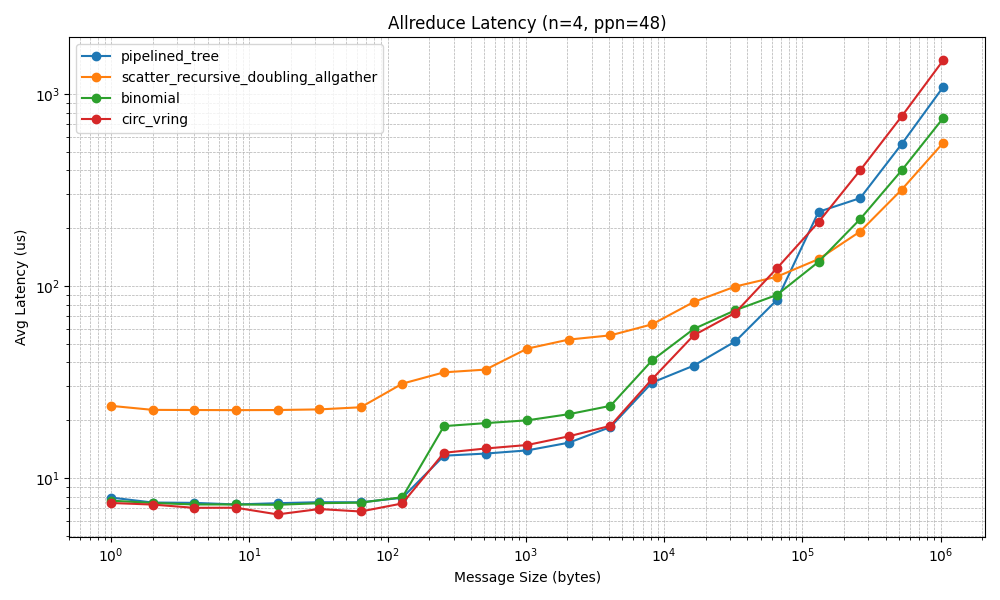 Allreduce Latency (n=4, ppn=48)
pipelined_tree
scatter_recursive_doubling_allgather
binomial
circ_vring
Avg Latency (us)
10³
10²
10¹
10⁰ 10¹ 10² 10³ 10⁴ 10⁵ 10⁶
Message Size (bytes)